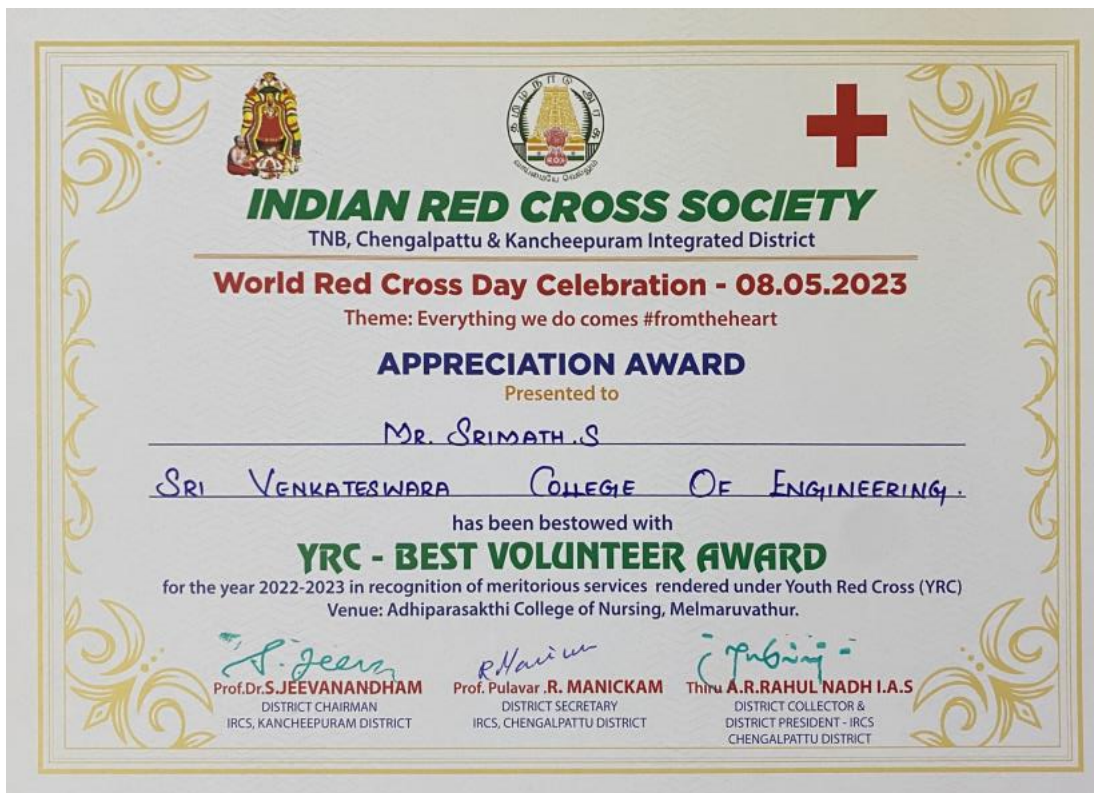 தமிழ் நாடு அரசு
வாய்மையே வெல்லும்
INDIAN RED CROSS SOCIETY
TNB, Chengalpattu & Kancheepuram Integrated District
World Red Cross Day Celebration - 08.05.2023
Theme: Everything we do comes #fromtheheart
APPRECIATION AWARD
Presented to
MR. SRIMATH.S
SRI VENKATESWARA COLLEGE OF ENGINEERING.
has been bestowed with
YRC - BEST VOLUNTEER AWARD
for the year 2022-2023 in recognition of meritorious services rendered under Youth Red Cross (YRC)
Venue: Adhiparasakthi College of Nursing, Melmaruvathur.
S. Jeeva
R Manickam
Prof.Dr.S.JEEVANANDHAM Prof. Pulavar .R. MANICKAM Thiru A.R.RAHUL NADH I.A.S
DISTRICT CHAIRMAN DISTRICT SECRETARY DISTRICT COLLECTOR &
IRCS, KANCHEEPURAM DISTRICT IRCS, CHENGALPATTU DISTRICT DISTRICT PRESIDENT - IRCS
CHENGALPATTU DISTRICT